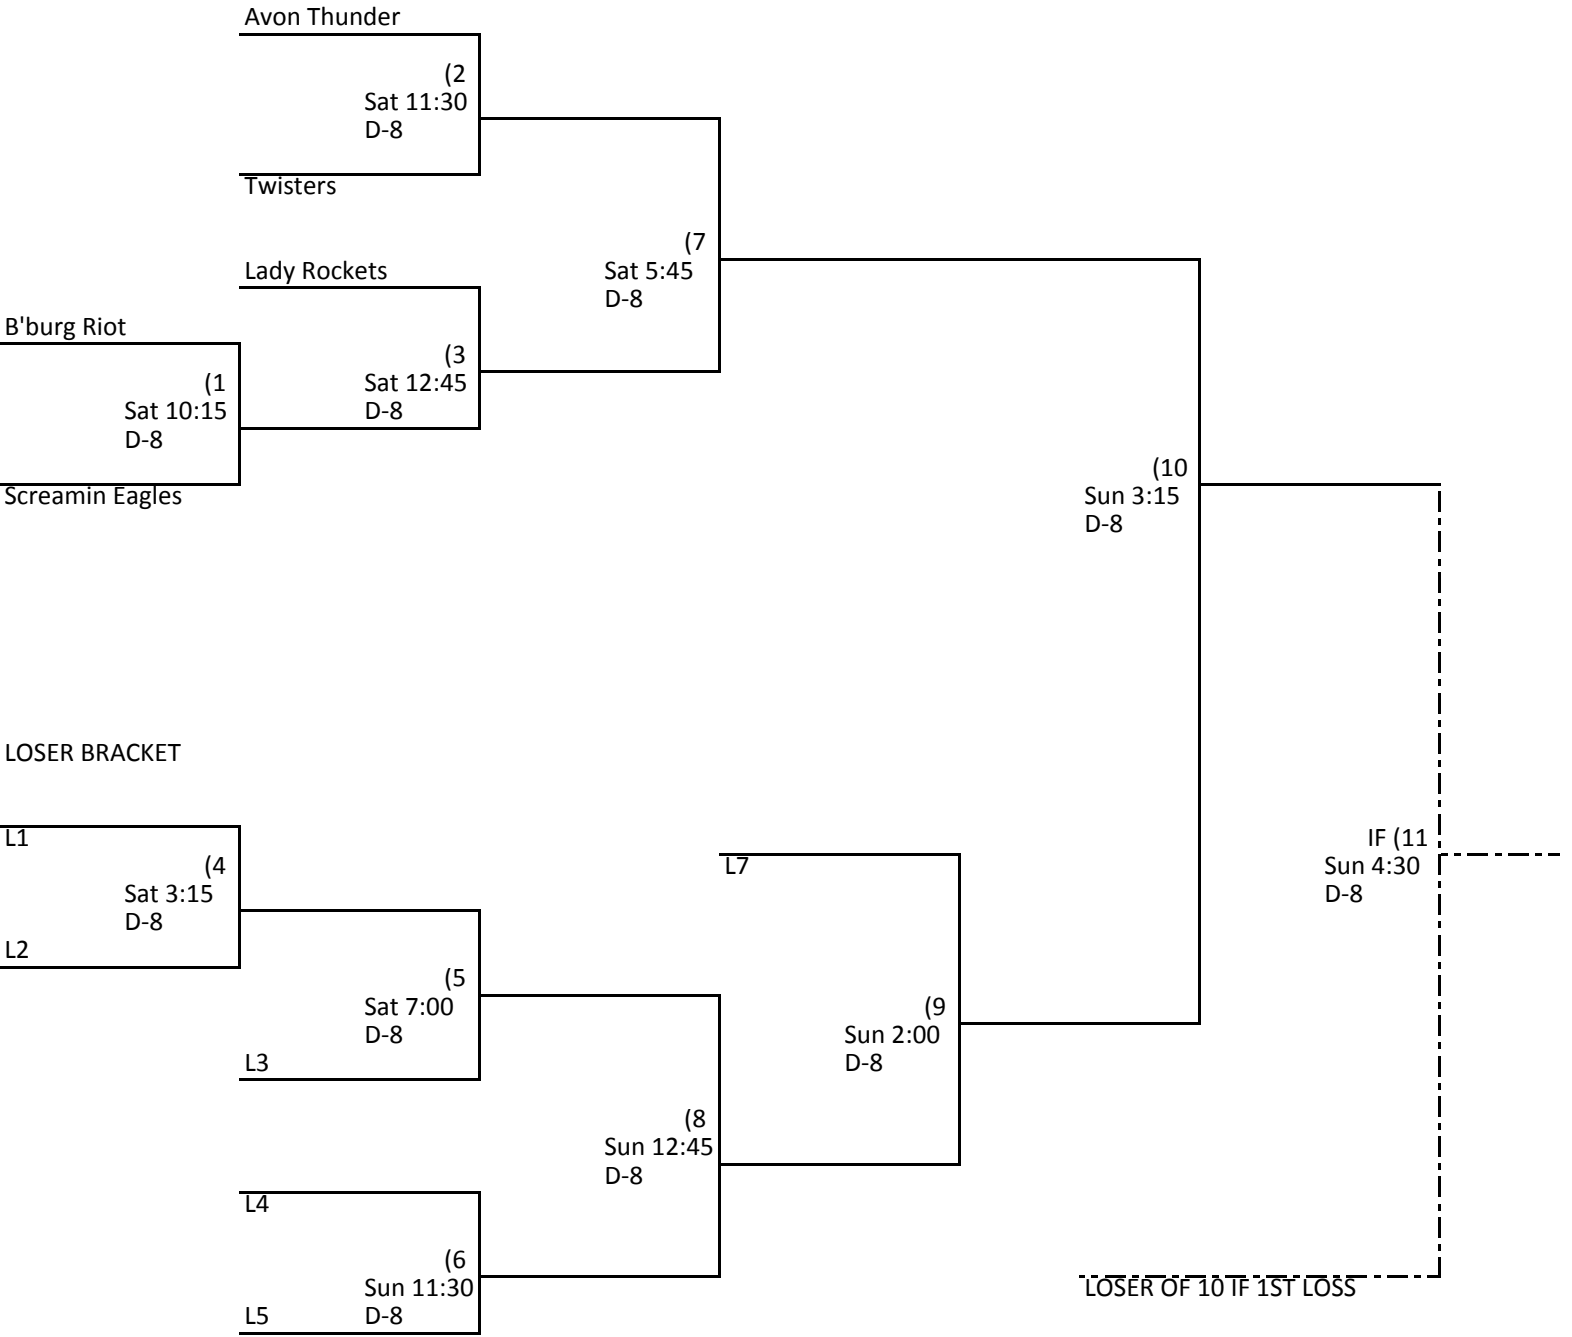 Avon Thunder
(2
Sat 11:30
D-8
Twisters
(7
Sat 5:45
D-8
Lady Rockets
B'burg Riot
(3
Sat 12:45
D-8
(1
Sat 10:15
D-8
Screamin Eagles
(10
Sun 3:15
D-8
LOSER BRACKET
L1
(4
Sat 3:15
D-8
L2
L7
IF (11
Sun 4:30
D-8
(5
Sat 7:00
D-8
L3
(9
Sun 2:00
D-8
(8
Sun 12:45
D-8
L4
(6
Sun 11:30
L5
D-8
LOSER OF 10 IF 1ST LOSS